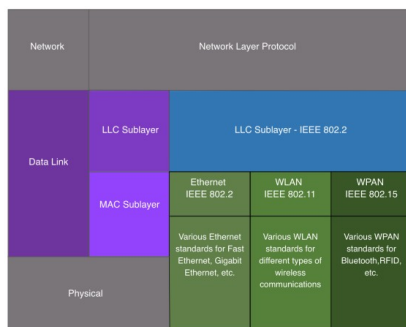 Network
Network Layer Protocol
Data Link
LLC Sublayer
LLC Sublayer - IEEE 802.2
MAC Sublayer
Ethernet
IEEE 802.2
WLAN
IEEE 802.11
WPAN
IEEE 802.15
Various Ethernet
standards for Fast
Ethernet, Gigabit
Ethernet, etc.
Various WLAN
standards for
different types of
wireless
communications
Various WPAN
standards for
Bluetooth,RFID,
etc.
Physical